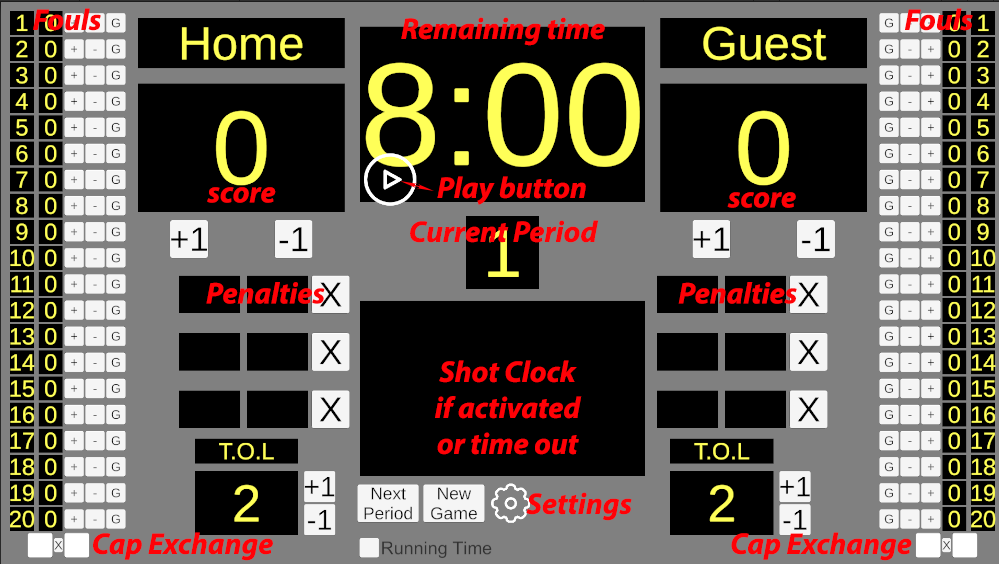 Fouls
Home
Remaining time
Guest
Fouls
8:00
0
score
Play button
0
score
+1 -1
Current Period
1
+1 -1
Penalties X
Penalties X
X
X
X
X
Shot Clock
if activated
or time out
T.O.L
T.O.L
2
+1
-1
2
+1
-1
Next
Period
New
Game
Settings
X Cap Exchange
Running Time
Cap Exchange X
1 0 + - G
2 0 + - G
3 0 + - G
4 0 + - G
5 0 + - G
6 0 + - G
7 0 + - G
8 0 + - G
9 0 + - G
10 0 + - G
11 0 + - G
12 0 + - G
13 0 + - G
14 0 + - G
15 0 + - G
16 0 + - G
17 0 + - G
18 0 + - G
19 0 + - G
20 0 + - G
G - + 0 1
G - + 0 2
G - + 0 3
G - + 0 4
G - + 0 5
G - + 0 6
G - + 0 7
G - + 0 8
G - + 0 9
G - + 0 10
G - + 0 11
G - + 0 12
G - + 0 13
G - + 0 14
G - + 0 15
G - + 0 16
G - + 0 17
G - + 0 18
G - + 0 19
G - + 0 20